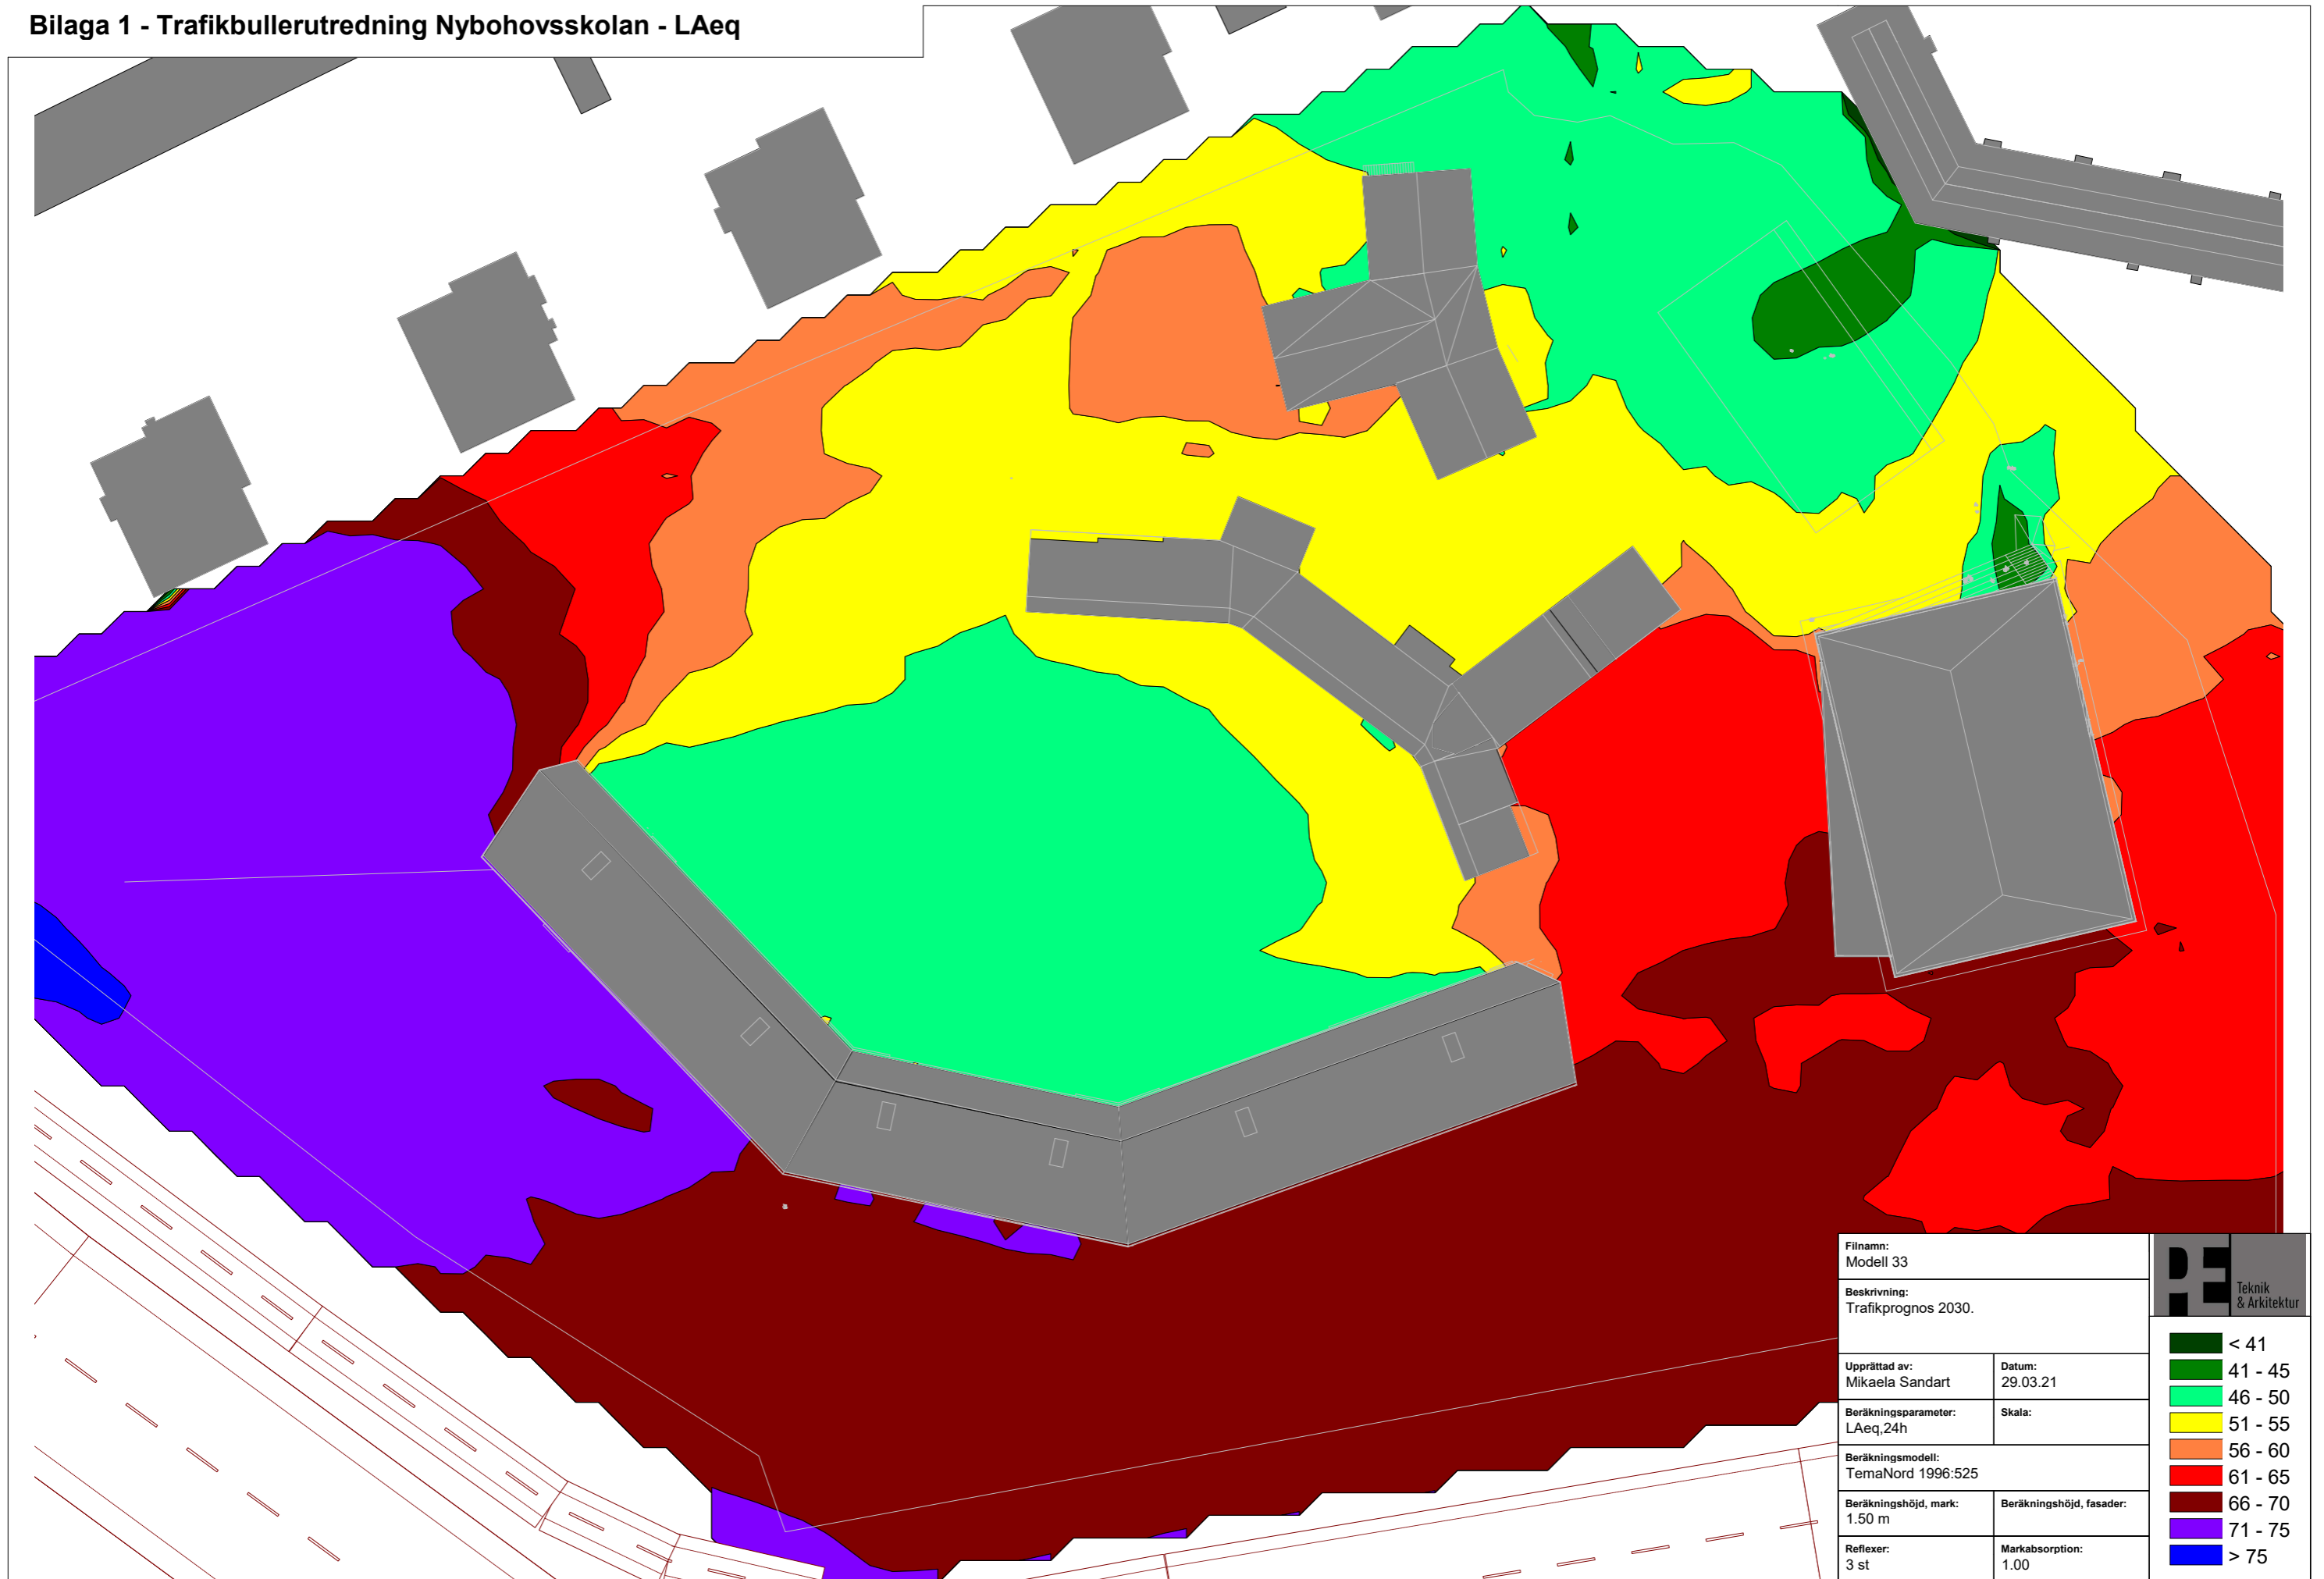 Bilaga 1 - Trafikbullerutredning Nybohovsskolan - LAeq
Filnamn:
Modell 33
Beskrivning:
Trafikprognos 2030.
Upprättad av:
Mikaela Sandart
Datum:
29.03.21
Beräkningsparameter:
LAeq,24h
Skala:
Beräkningsmodell:
TemaNord 1996:525
Beräkningshöjd, mark:
1.50 m
Beräkningshöjd, fasader:
Reflexer:
3 st
Markabsorption:
1.00
PE
Teknik
& Arkitektur
< 41
41 - 45
46 - 50
51 - 55
56 - 60
61 - 65
66 - 70
71 - 75
> 75